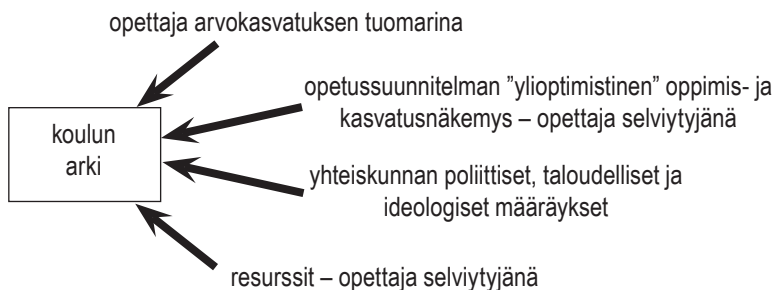 opettaja arvokasvatuksen tuomarina
opetussuunnitelman ”ylioptimistinen” oppimis- ja
kasvatusnäkemys – opettaja selviytyjänä
koulun
arki
yhteiskunnan poliittiset, taloudelliset ja
ideologiset määräykset
resurssit – opettaja selviytyjänä